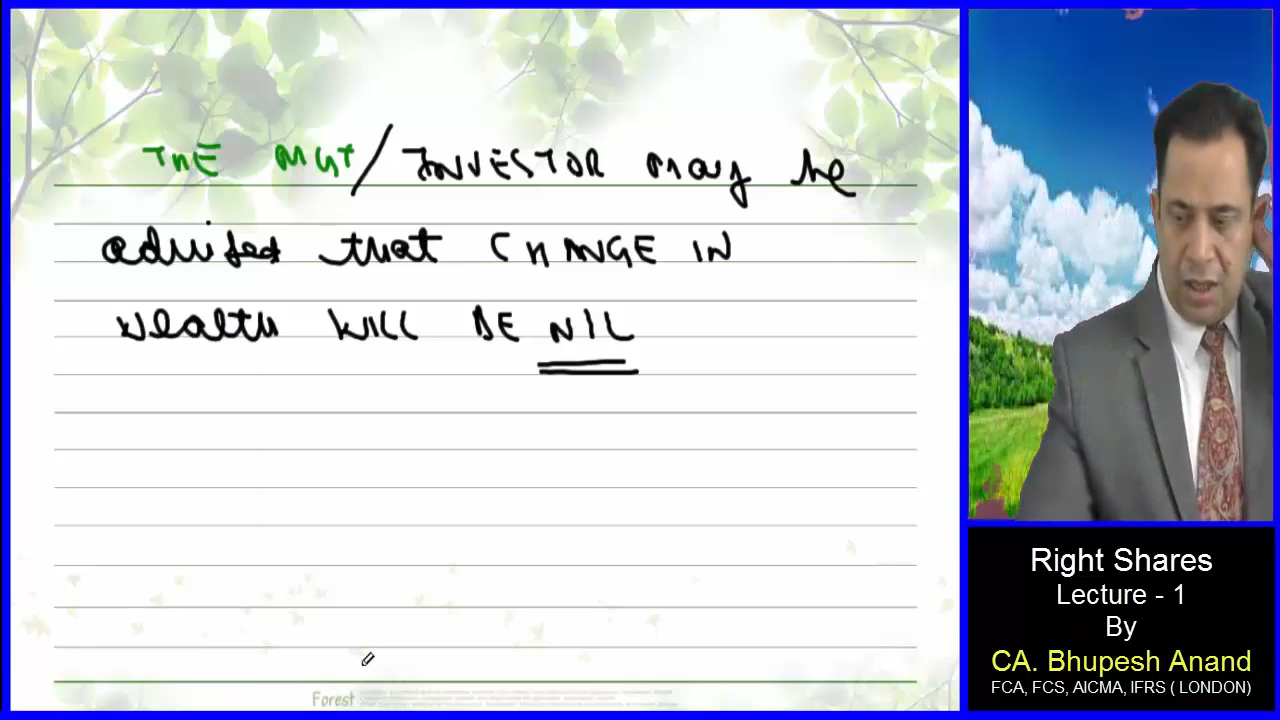 THE MGT/INVESTOR may be
advised that CHANGE IN
wealth WILL BE NIL
Forest
Right Shares
Lecture - 1
By
CA. Bhupesh Anand
FCA, FCS, AICMA, IFRS ( LONDON)